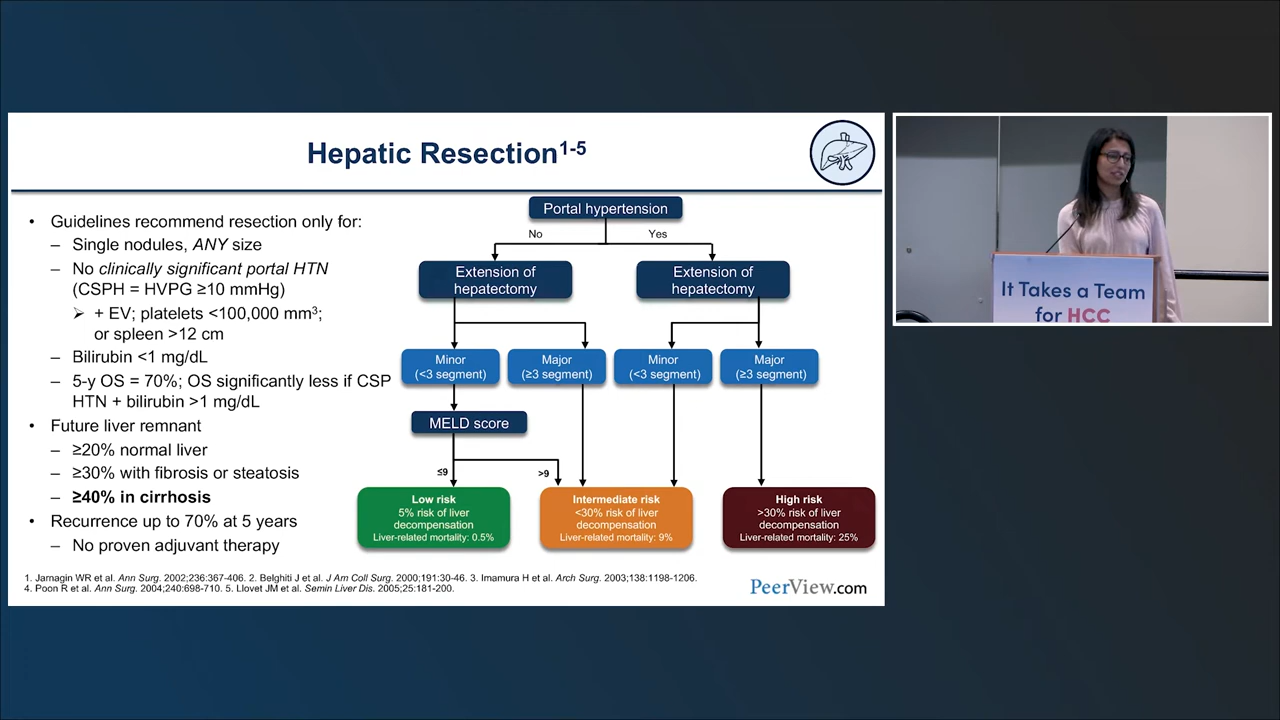 Hepatic Resection1-5
• Guidelines recommend resection only for:
– Single nodules, ANY size
– No clinically significant portal HTN
(CSPH = HVPG ≥10 mmHg)
➢ + EV; platelets <100,000 mm3;
or spleen >12 cm
– Bilirubin <1 mg/dL
– 5-y OS = 70%; OS significantly less if CSP
HTN + bilirubin >1 mg/dL
• Future liver remnant
– ≥20% normal liver
– ≥30% with fibrosis or steatosis
– ≥40% in cirrhosis
• Recurrence up to 70% at 5 years
– No proven adjuvant therapy
Portal hypertension
No
Yes
Extension of
hepatectomy
Extension of
hepatectomy
Minor
(<3 segment)
Major
(≥3 segment)
Minor
(<3 segment)
Major
(≥3 segment)
MELD score
≤9
>9
Low risk
5% risk of liver
decompensation
Liver-related mortality: 0.5%
Intermediate risk
<30% risk of liver
decompensation
Liver-related mortality: 9%
High risk
>30% risk of liver
decompensation
Liver-related mortality: 25%
1. Jarnagin WR et al. Ann Surg. 2002;236:367-406. 2. Belghiti J et al. J Am Coll Surg. 2000;191:30-46. 3. Imamura H et al. Arch Surg. 2003;138:1198-1206.
4. Poon R et al. Ann Surg. 2004;240:698-710. 5. Llovet JM et al. Semin Liver Dis. 2005;25:181-200.
PeerView.com
It Takes a Team
for HCC